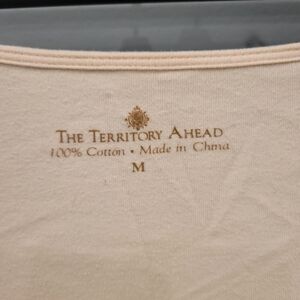 THE TERRITORY AHEAD
100% Cotton • Made in China
M